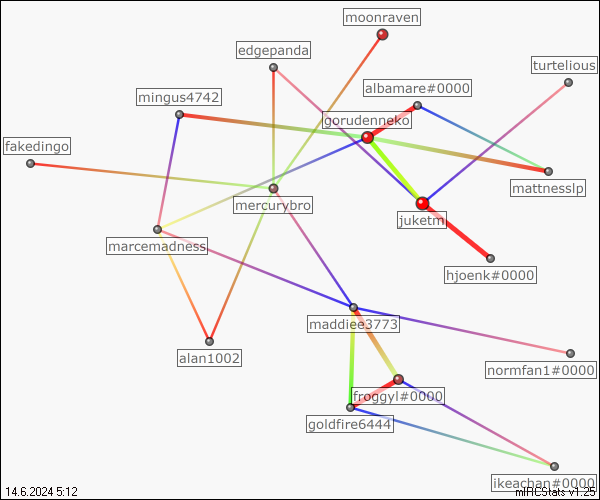 moonraven
edgepanda
turtelious
albamare#0000
mingus4742
gorudenneko
fakedingo
mattnesslp
mercurybro
juketm
marcemadness
hjoenk#0000
maddiee3773
alan1002
normfan1#0000
froggyl#0000
goldfire6444
ikeachan#0000
14.6.2024 5:12
mIRCStats v1.25